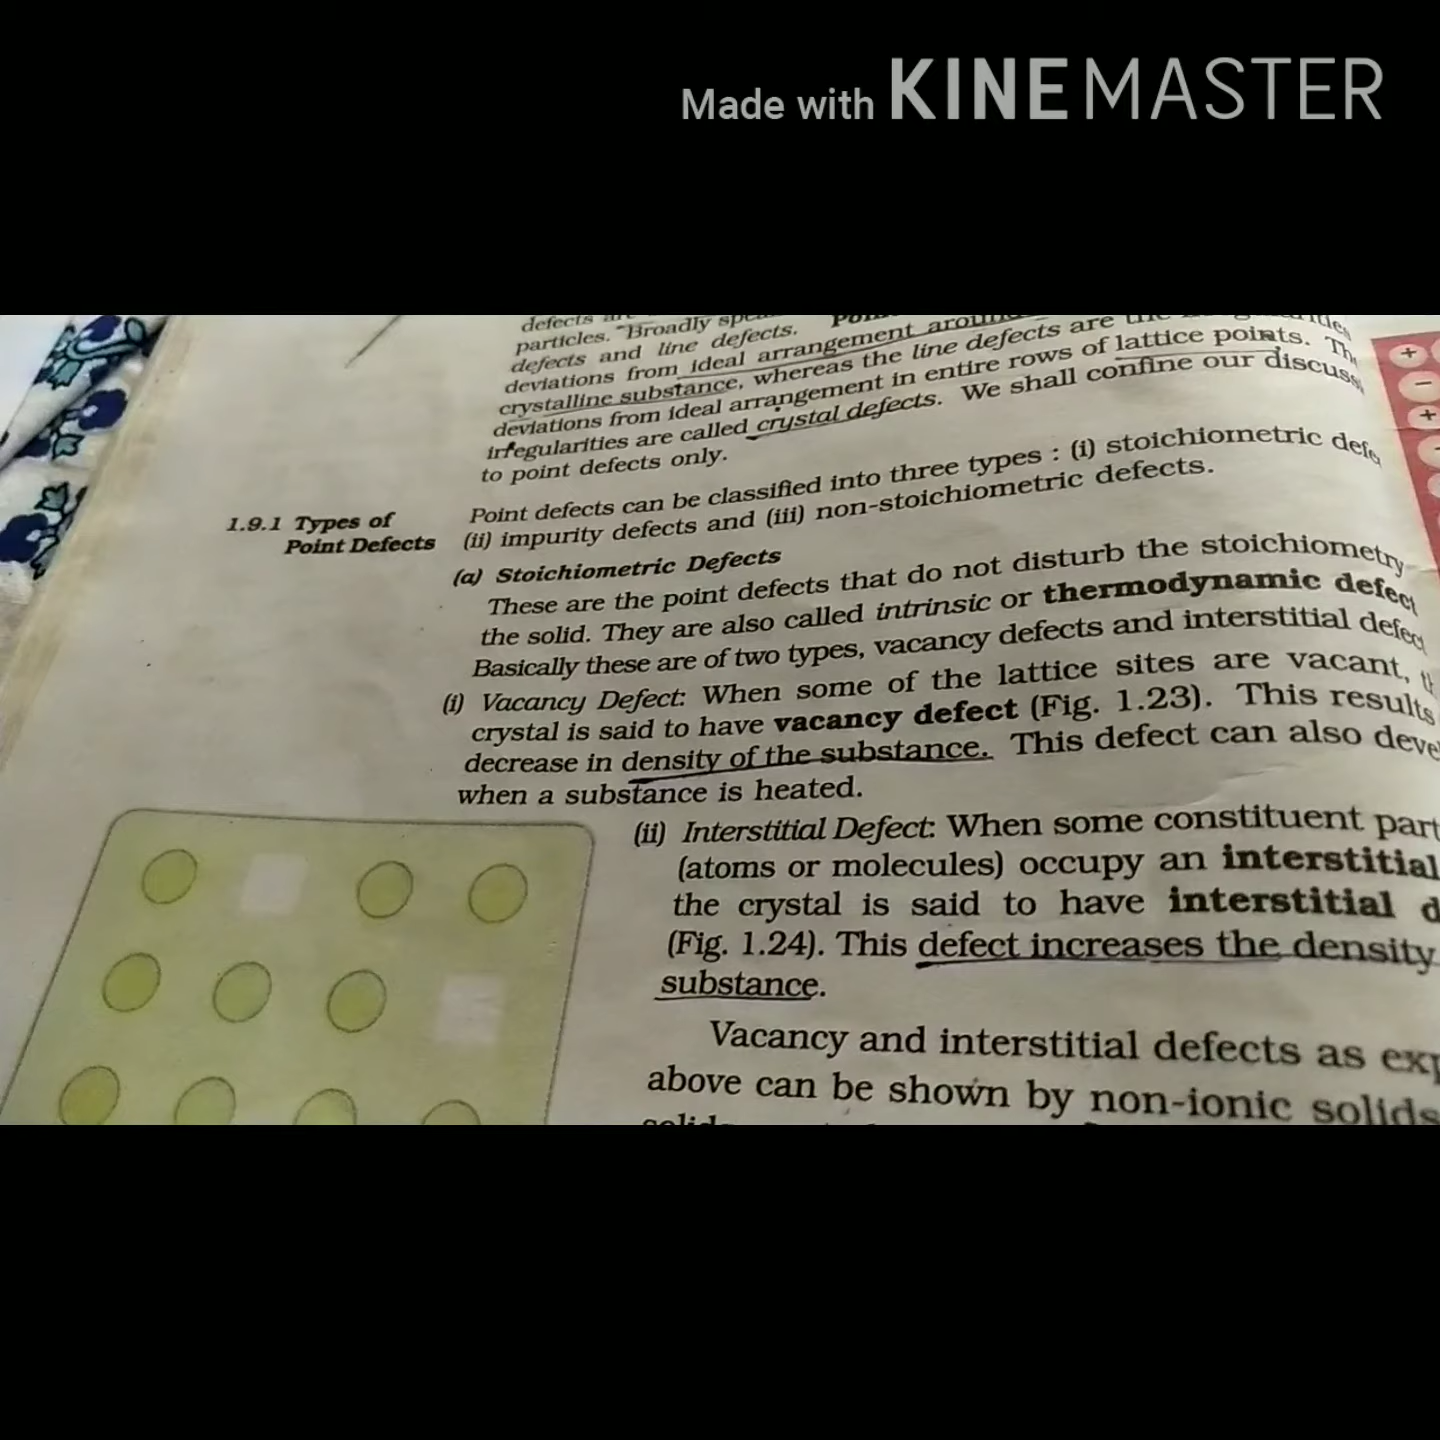 Made with KINEMASTER
defects
particles. "Broadly
defects and line defects.
deviations from ideal arrangement
crystalline substance, whereas the line defects are the
deviations from ideal arrangement in entire rows of lattice points.
irregularities are called crystal defects. We shall confine our discuss
to point defects only.
1.9.1 Types of
Point Defects
Point defects can be classified into three types : (i) stoichiometric defe
(ii) impurity defects and (iii) non-stoichiometric defects.
(a) Stoichiometric Defects
These are the point defects that do not disturb the stoichiometry
the solid. They are also called intrinsic or thermodynamic defect
Basically these are of two types, vacancy defects and interstitial defect
(i) Vacancy Defect: When some of the lattice sites are vacant,
crystal is said to have vacancy defect (Fig. 1.23). This results
decrease in density of the substance. This defect can also deve
when a substance is heated.
(ii) Interstitial Defect: When some constituent part
(atoms or molecules) occupy an interstitial
the crystal is said to have interstitial d
(Fig. 1.24). This defect increases the density
substance.
Vacancy and interstitial defects as exp
above can be shown by non-ionic solids
+
−
+